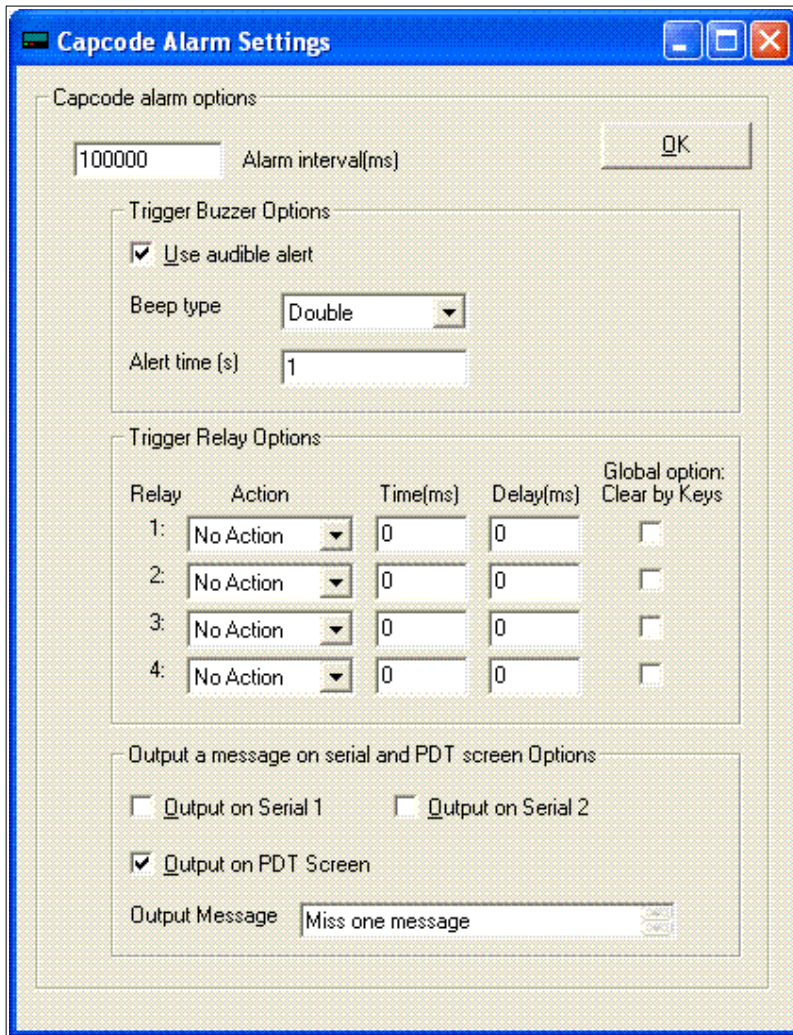 Capcode Alarm Settings
Capcode alarm options
100000 Alarm interval(ms) OK
Trigger Buzzer Options
Use audible alert
Beep type Double
Alert time (s) 1
Trigger Relay Options
Global option:
Relay Action Time(ms) Delay(ms) Clear by Keys
1: No Action 0 0
2: No Action 0 0
3: No Action 0 0
4: No Action 0 0
Output a message on serial and PDT screen Options
Output on Serial 1 Output on Serial 2
Output on PDT Screen
Output Message Miss one message